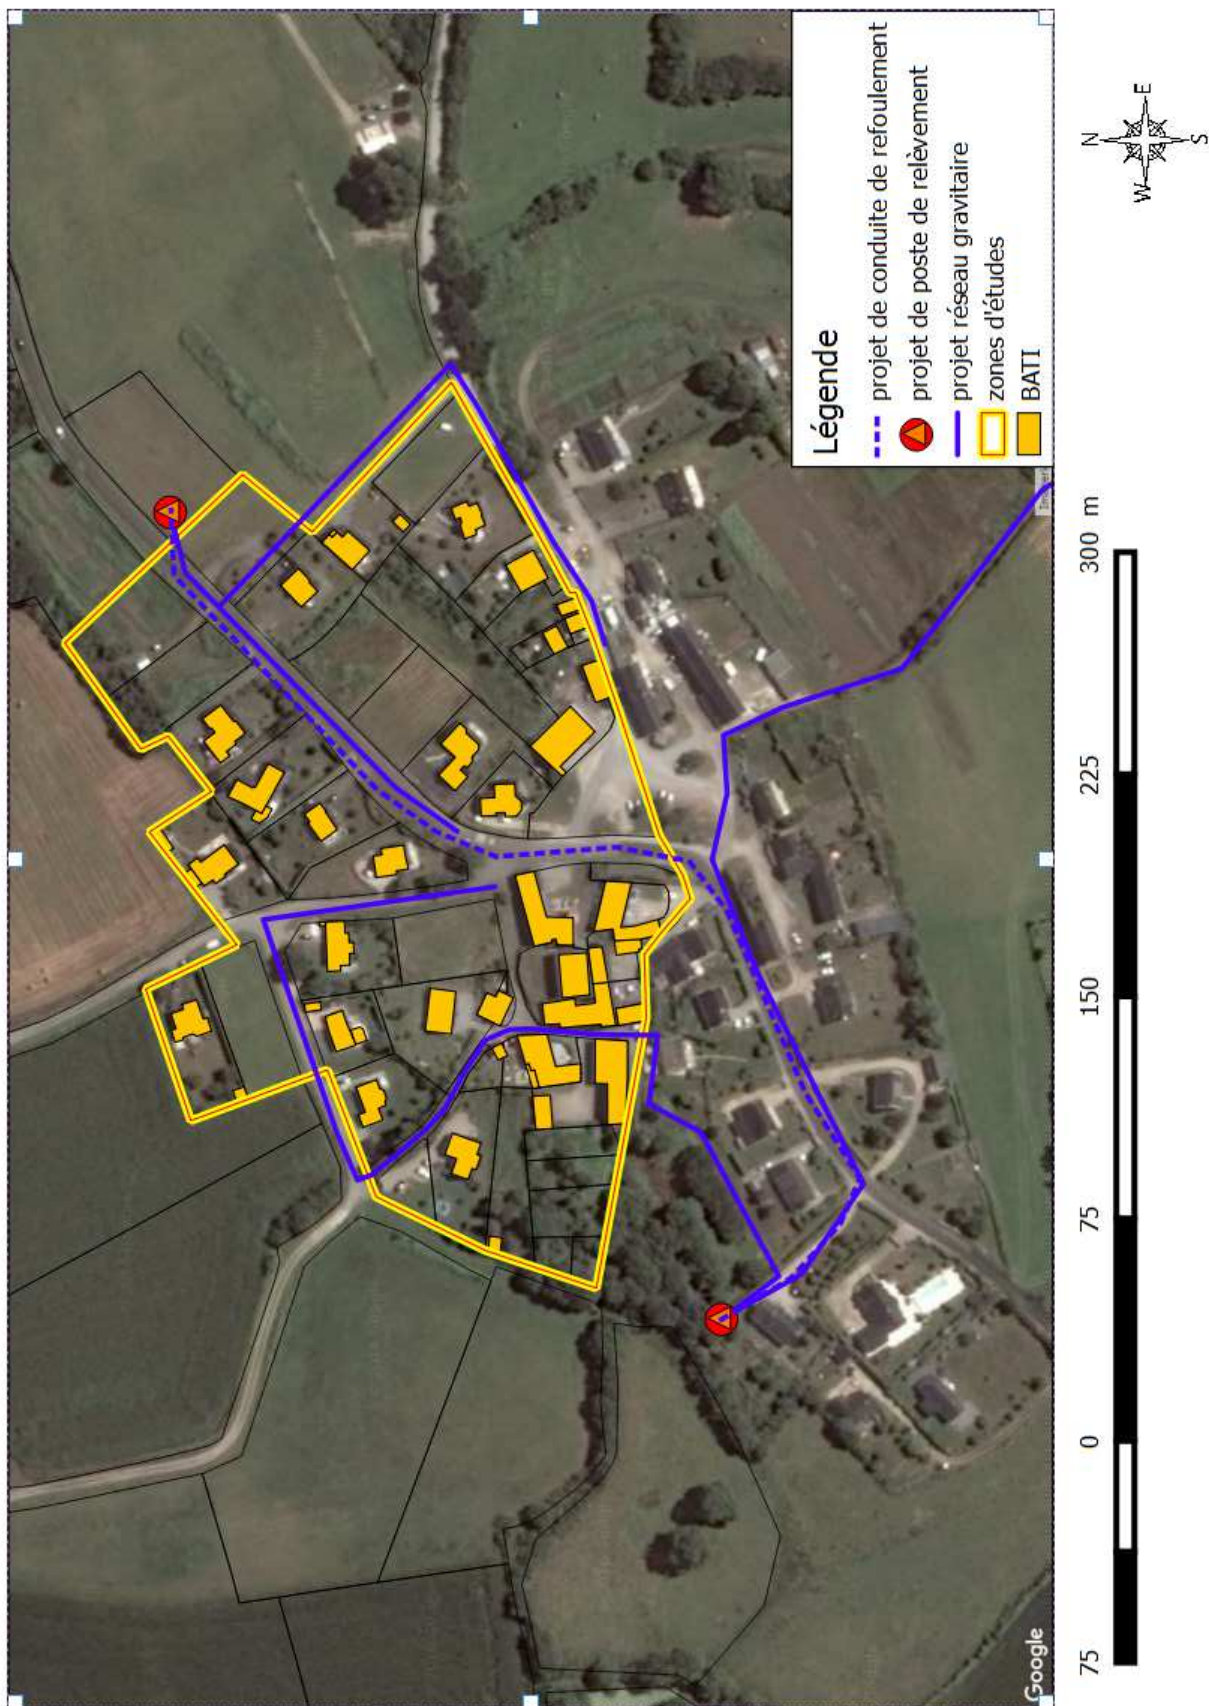 Légende
projet de conduite de refoulement
projet de poste de relèvement
projet réseau gravitaire
zones d'études
BATI
Google
N
W
E
S
75
0
75
150
225
300 m